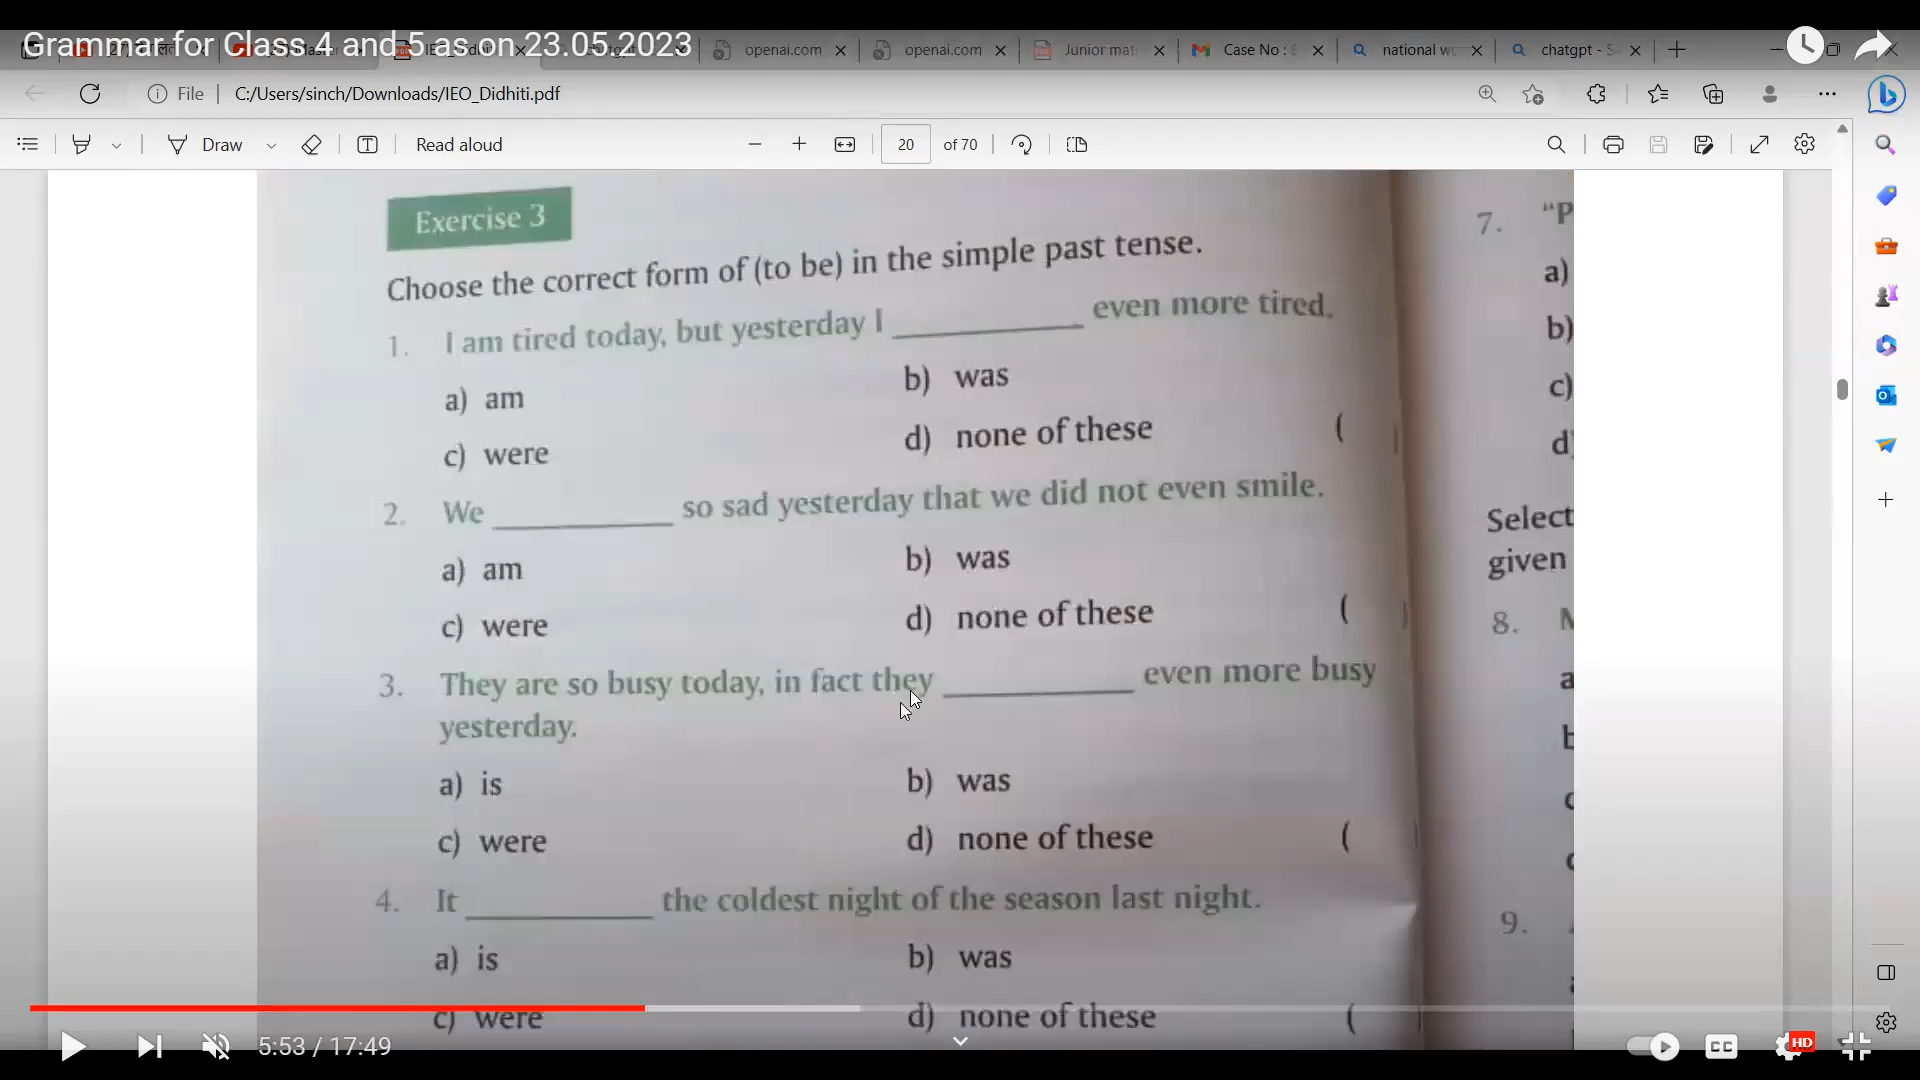 Grammar for Class 4 and 5 as on 23.05.2023
openai.com
openai.com
Junior mat
Case No :
national w
chatgpt -
File
C:/Users/sinch/Downloads/IEO_Didhiti.pdf
Draw
Read aloud
20 of 70
Exercise 3
Choose the correct form of (to be) in the simple past tense.
1. I am tired today, but yesterday I __________ even more tired.
a) am
b) was
c) were
d) none of these (
2. We __________ so sad yesterday that we did not even smile.
a) am
b) was
c) were
d) none of these (
3. They are so busy today, in fact they __________ even more busy
yesterday.
a) is
b) was
c) were
d) none of these (
4. It __________ the coldest night of the season last night.
a) is
b) was
c) were
d) none of these (
7. "P
a)
b)
c)
d)
Select
given
8.
a
b
9.
5:53 / 17:49
CC
HD